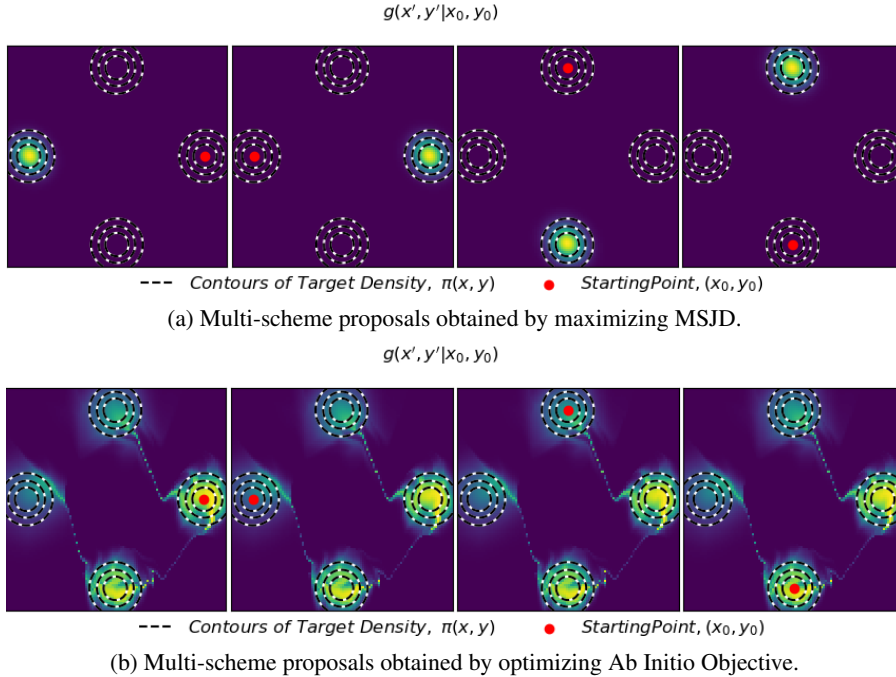 g(x′, y′|x₀, y₀)
Contours of Target Density, π(x, y) StartingPoint, (x₀, y₀)
(a) Multi-scheme proposals obtained by maximizing MSJD.
g(x′, y′|x₀, y₀)
Contours of Target Density, π(x, y) StartingPoint, (x₀, y₀)
(b) Multi-scheme proposals obtained by optimizing Ab Initio Objective.